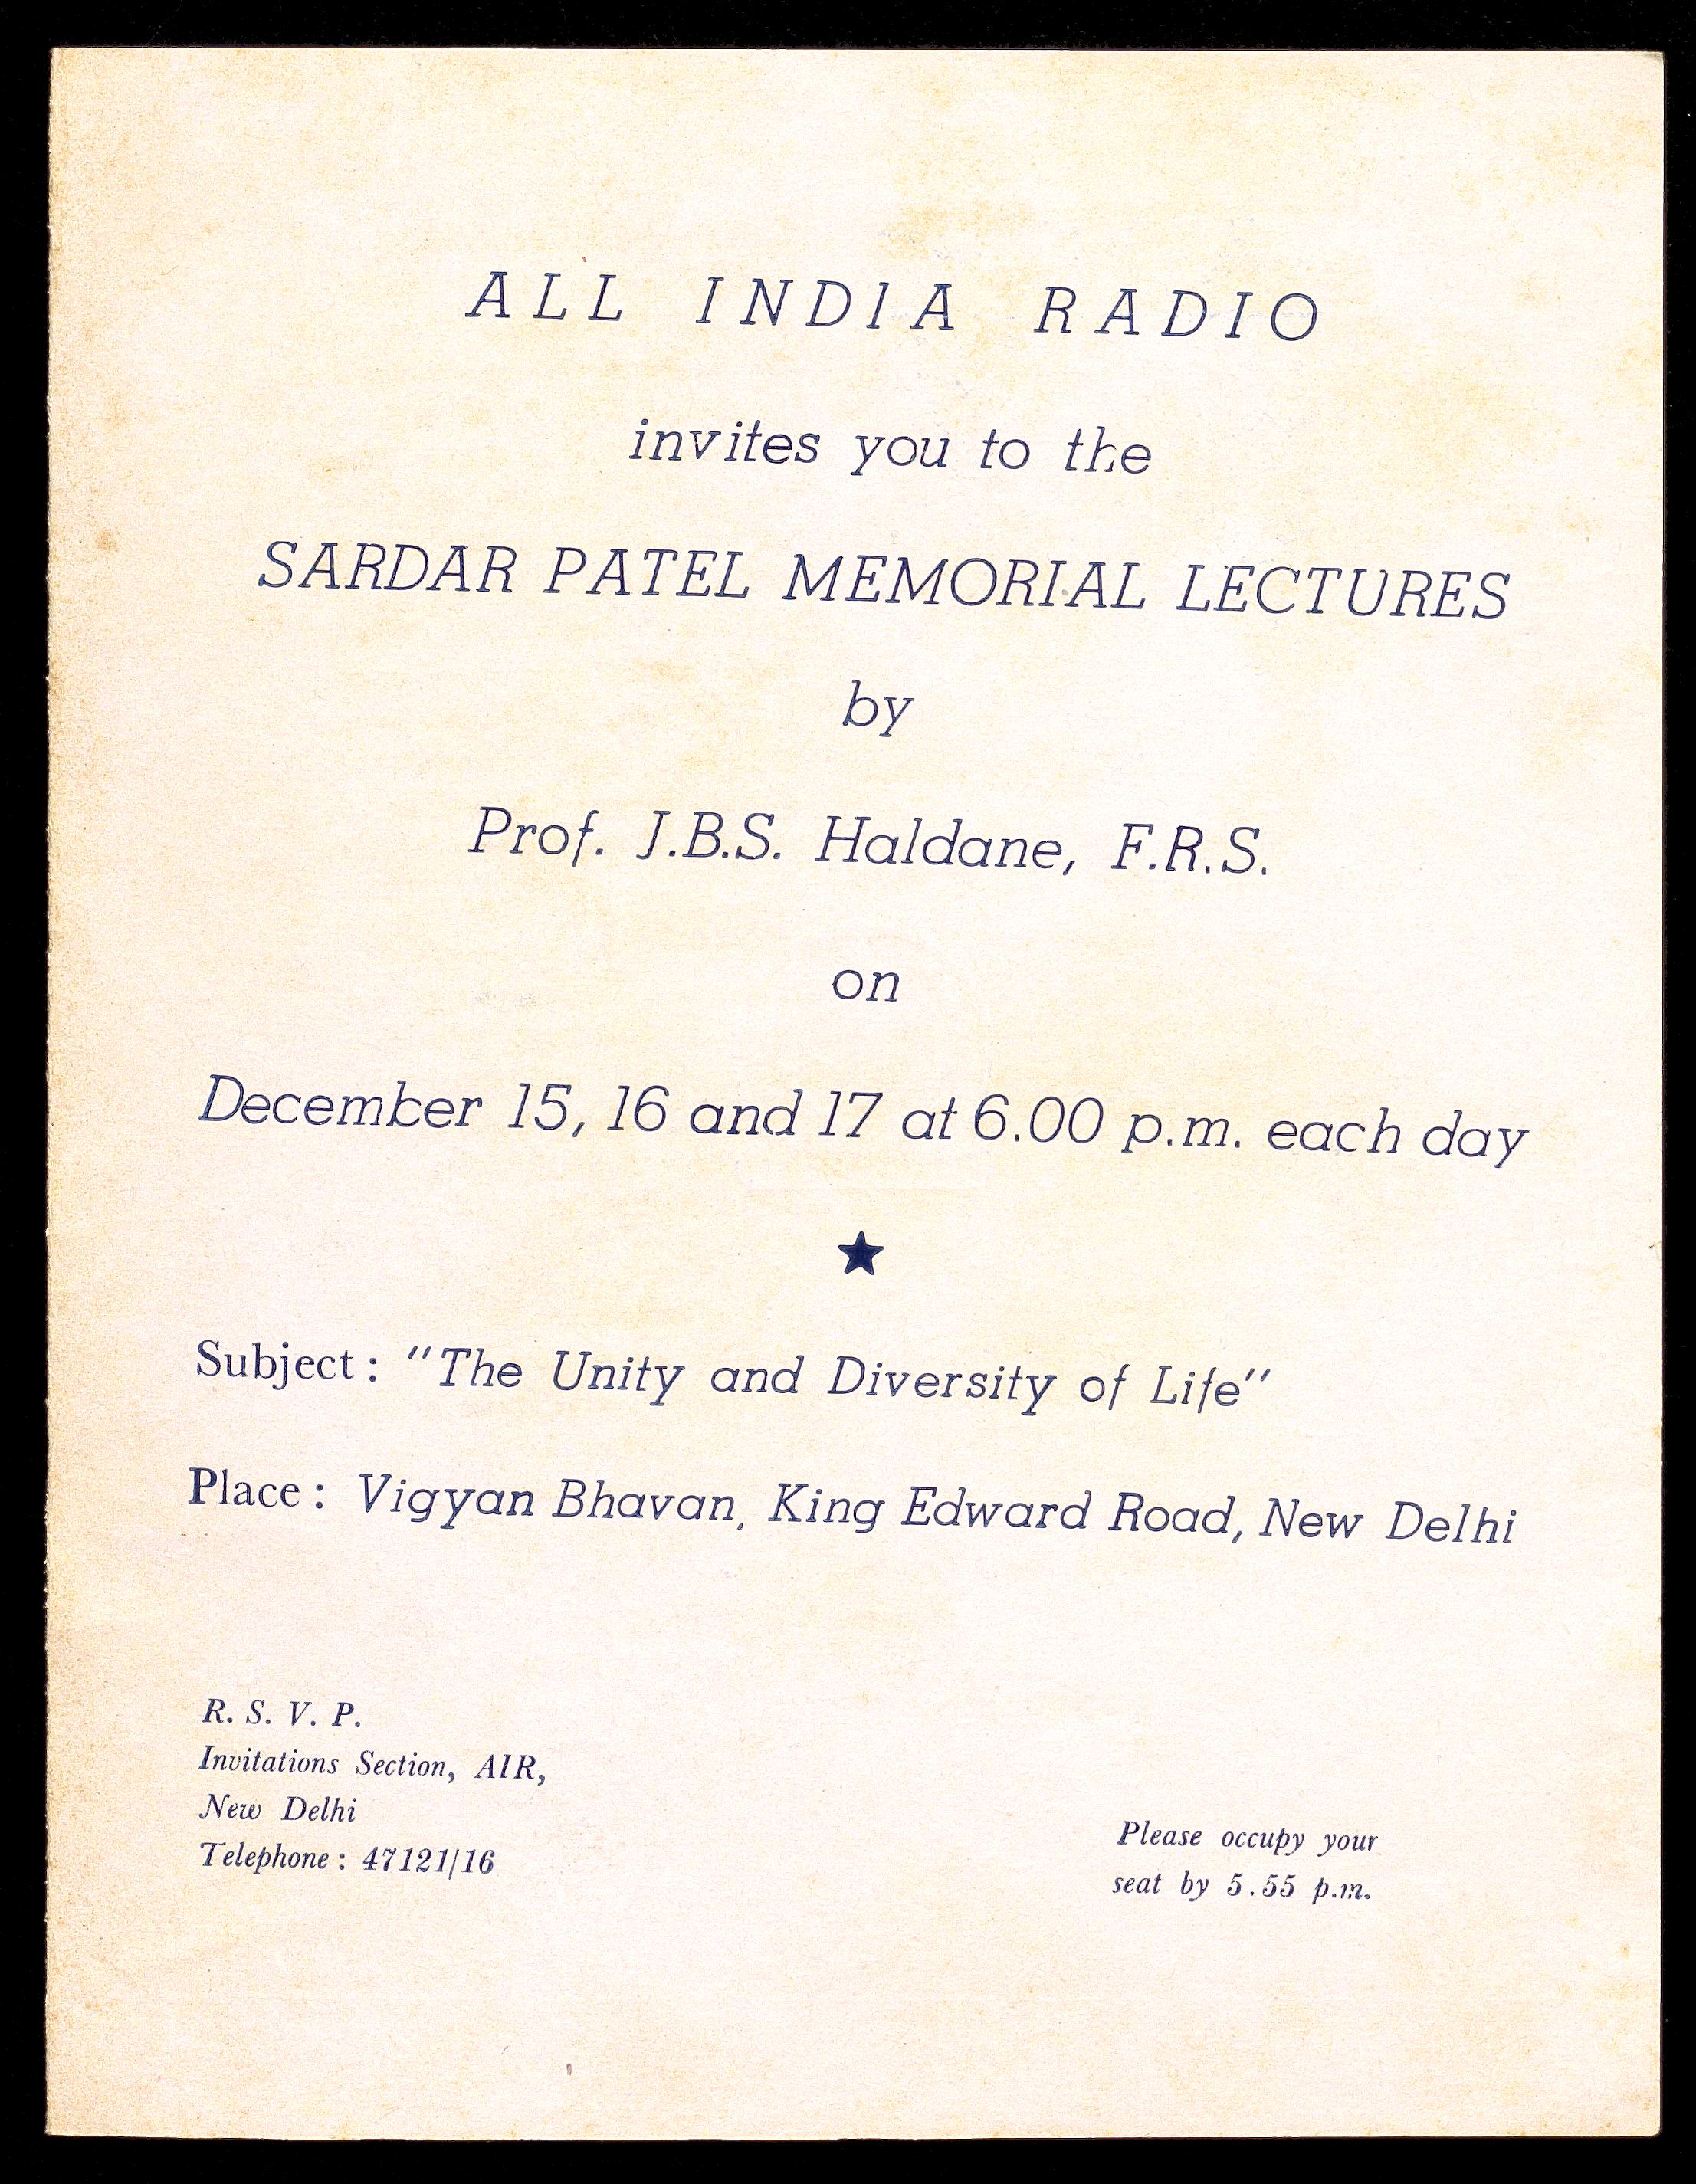 ALL INDIA RADIO
invites you to the
SARDAR PATEL MEMORIAL LECTURES
by
Prof. J.B.S. Haldane, F.R.S.
on
December 15, 16 and 17 at 6.00 p.m. each day
★
Subject: "The Unity and Diversity of Life"
Place: Vigyan Bhavan, King Edward Road, New Delhi
R. S. V. P.
Invitations Section, AIR,
New Delhi
Telephone: 47121/16
Please occupy your
seat by 5.55 p.m.